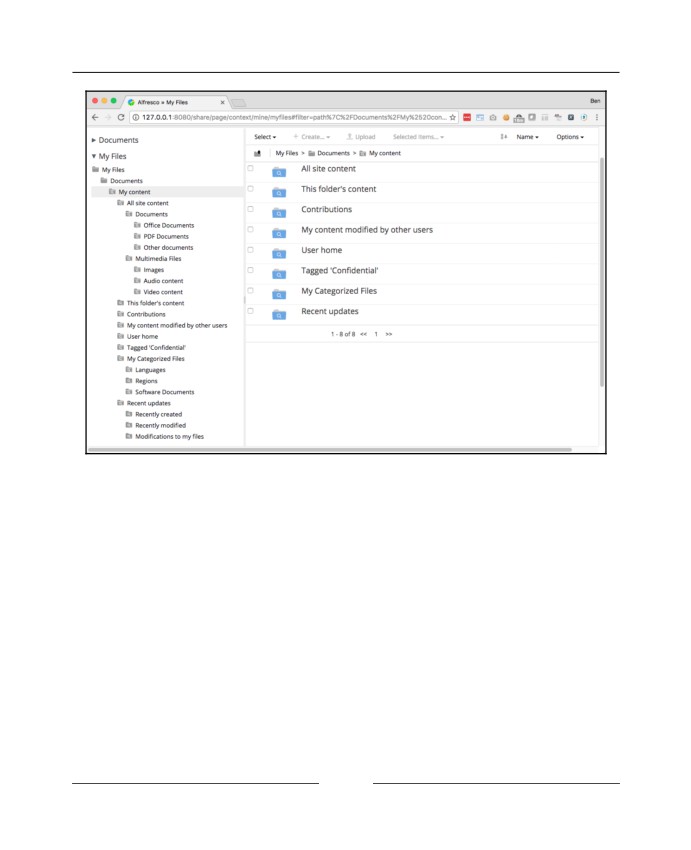 Alfresco » My Files
Ben
127.0.0.1:8080/share/page/context/mine/myfiles#filter=path%7C%2FDocuments%2FMy%2520con...
Documents
My Files
My Files
Documents
My content
All site content
Documents
Office Documents
PDF Documents
Other documents
Multimedia Files
Images
Audio content
Video content
This folder's content
Contributions
My content modified by other users
User home
Tagged 'Confidential'
My Categorized Files
Languages
Regions
Software Documents
Recent updates
Recently created
Recently modified
Modifications to my files
Select Create... Upload Selected items... Name Options
My Files > Documents > My content
All site content
This folder's content
Contributions
My content modified by other users
User home
Tagged 'Confidential'
My Categorized Files
Recent updates
1 - 8 of 8 << 1 >>